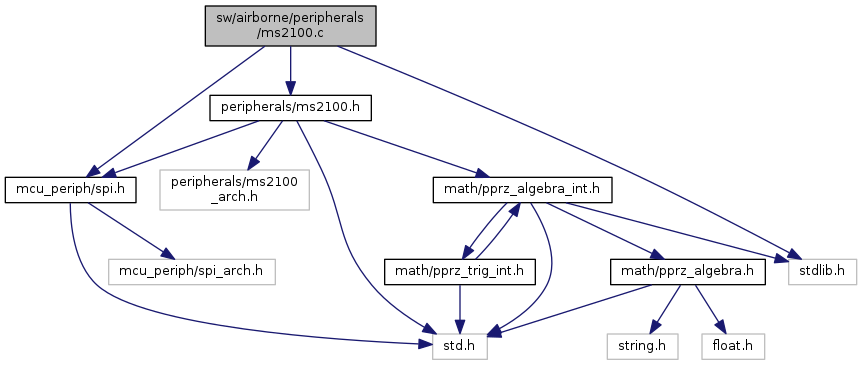 sw/airborne/peripherals
/ms2100.c
peripherals/ms2100.h
mcu_periph/spi.h
peripherals/ms2100
_arch.h
math/pprz_algebra_int.h
mcu_periph/spi_arch.h
math/pprz_trig_int.h
math/pprz_algebra.h
stdlib.h
std.h
string.h
float.h